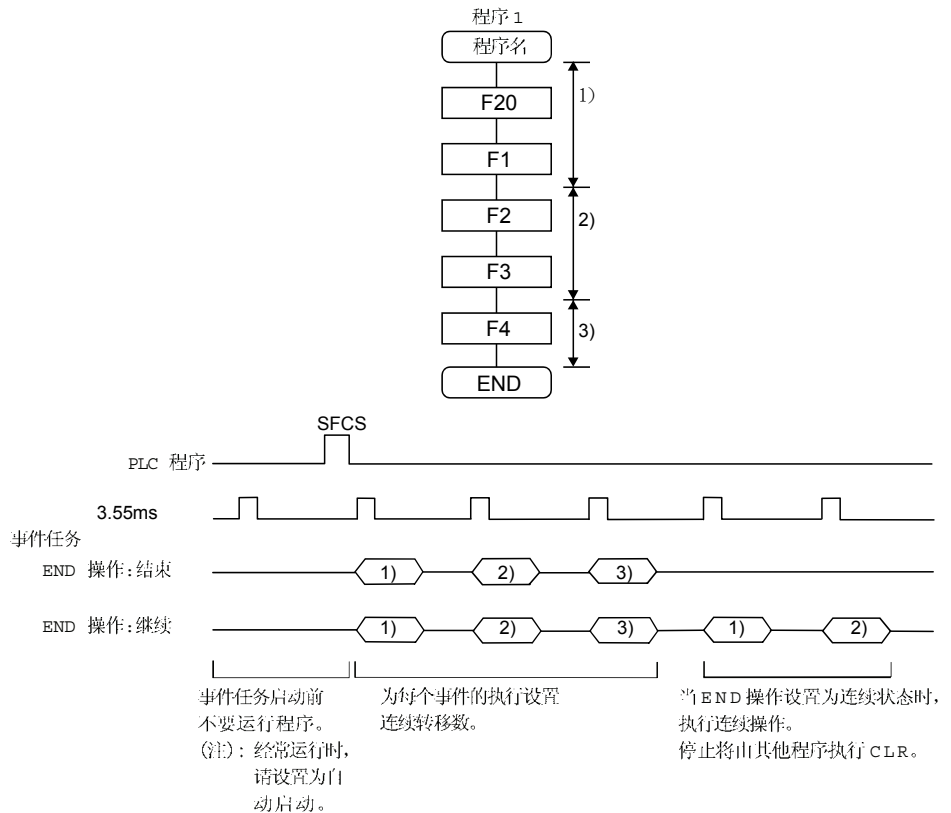 程序1
程序名
1)
F20
F1
F2
2)
F3
F4
3)
END
SFCS
PLC 程序
3.55ms
事件任务
END 操作:结束
1)
2)
3)
END 操作:继续
1)
2)
3)
1)
2)
事件任务启动前
不要运行程序。
(注): 经常运行时,
请设置为自
动启动。
为每个事件的执行设置
连续转移数。
当END操作设置为连续状态时,
执行连续操作。
停止将由其他程序执行CLR。